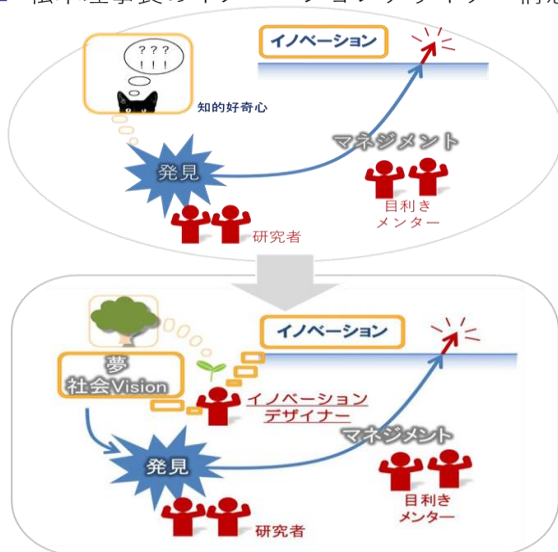 ？？？
！！！
イノベーション
知的好奇心
マネジメント
発見
目利き
メンター
研究者
イノベーション
夢
社会Vision
イノベーション
デザイナー
マネジメント
発見
目利き
メンター
研究者